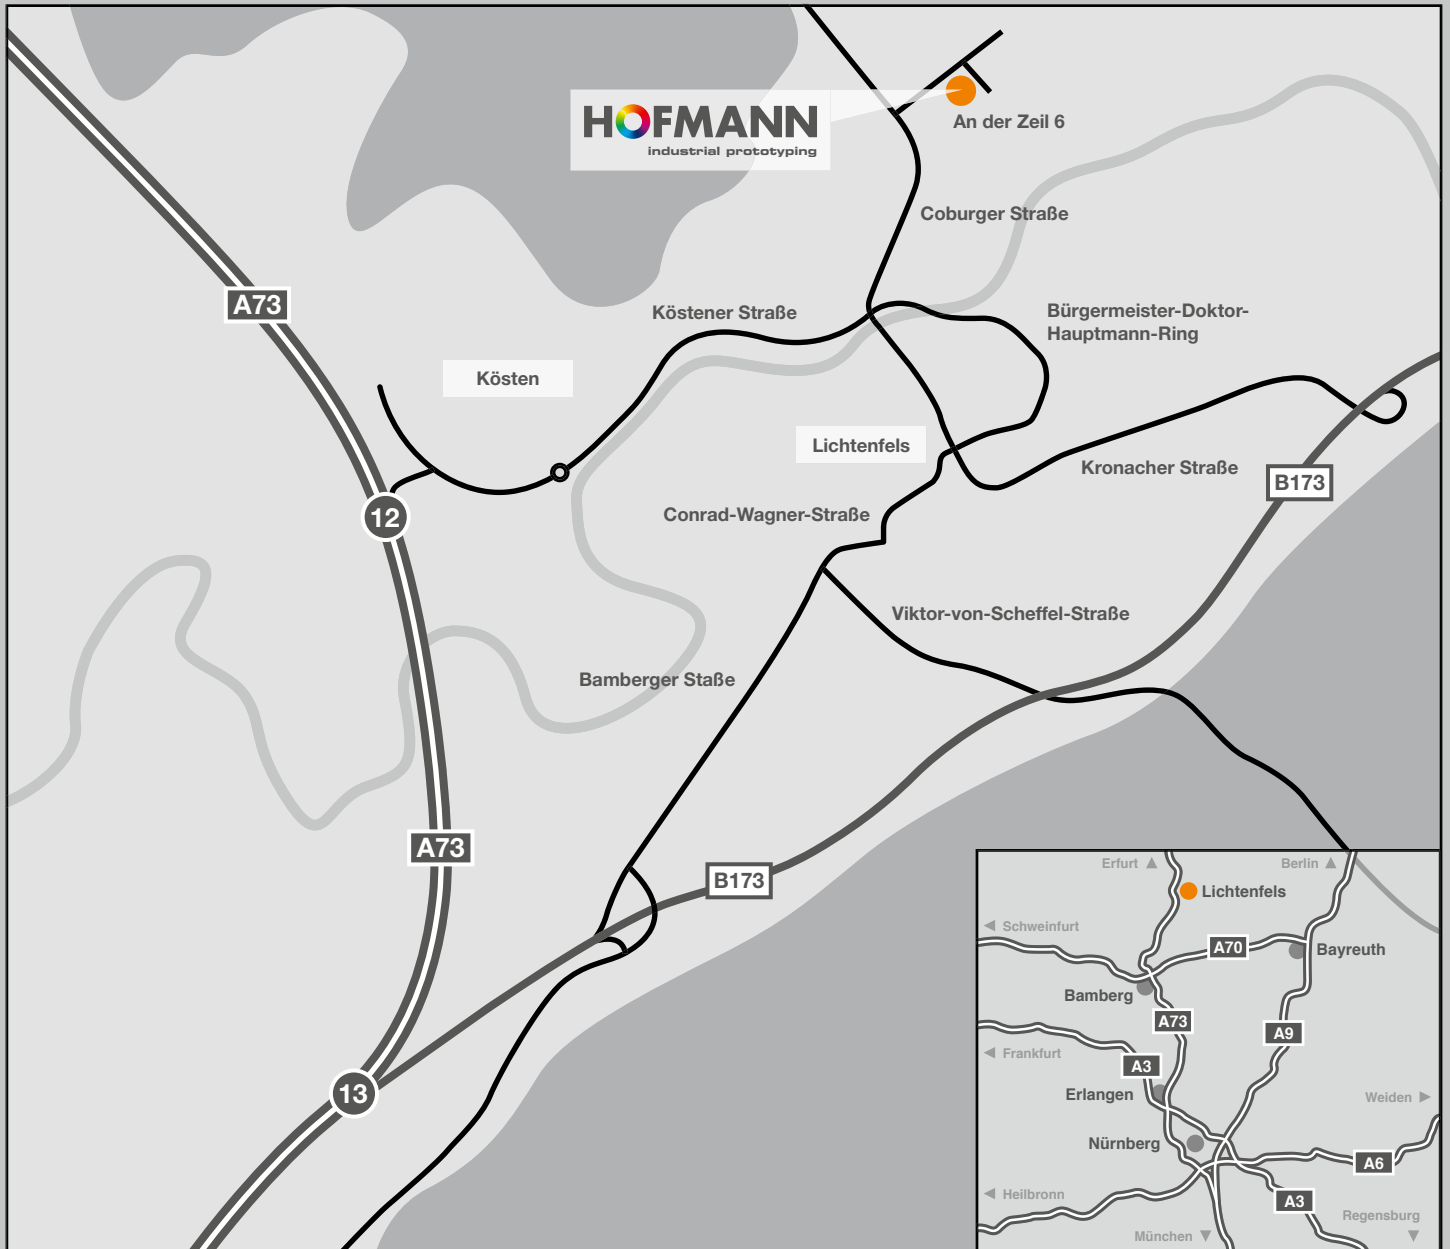 HOFMANN
industrial prototyping
An der Zeil 6
Coburger Straße
A73
Köstener Straße
Bürgermeister-Doktor-
Hauptmann-Ring
Kösten
Lichtenfels
Kronacher Straße
B173
12
Conrad-Wagner-Straße
Viktor-von-Scheffel-Straße
Bamberger Staße
A73
B173
13
Erfurt
Berlin
Lichtenfels
Schweinfurt
A70
Bayreuth
Bamberg
A73
A9
Frankfurt
A3
Erlangen
Weiden
Nürnberg
A6
Heilbronn
A3
Regensburg
München